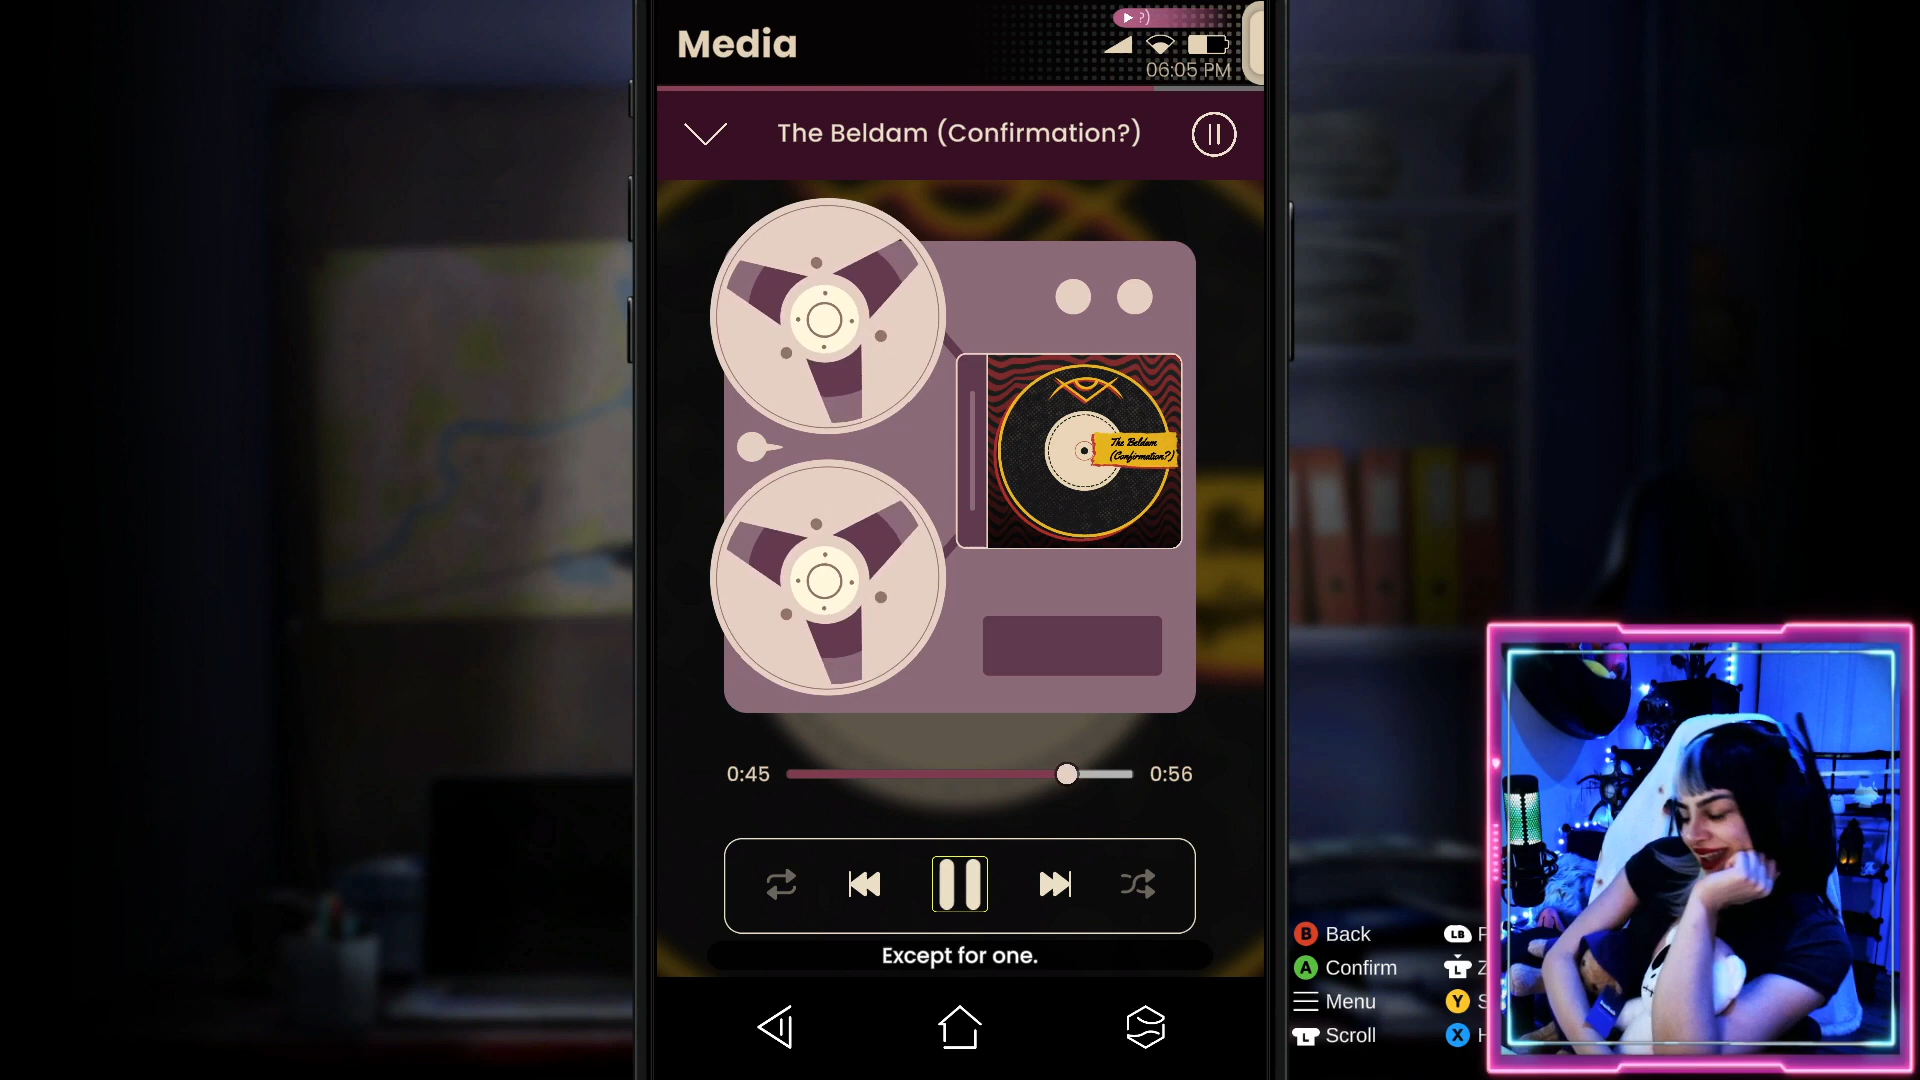 Media
?)
06:05 PM
The Beldam (Confirmation?)
The Beldam
(Confirmation?)
0:45
0:56
Except for one.
B Back
LB
A Confirm
L
Menu
Y
L Scroll
X